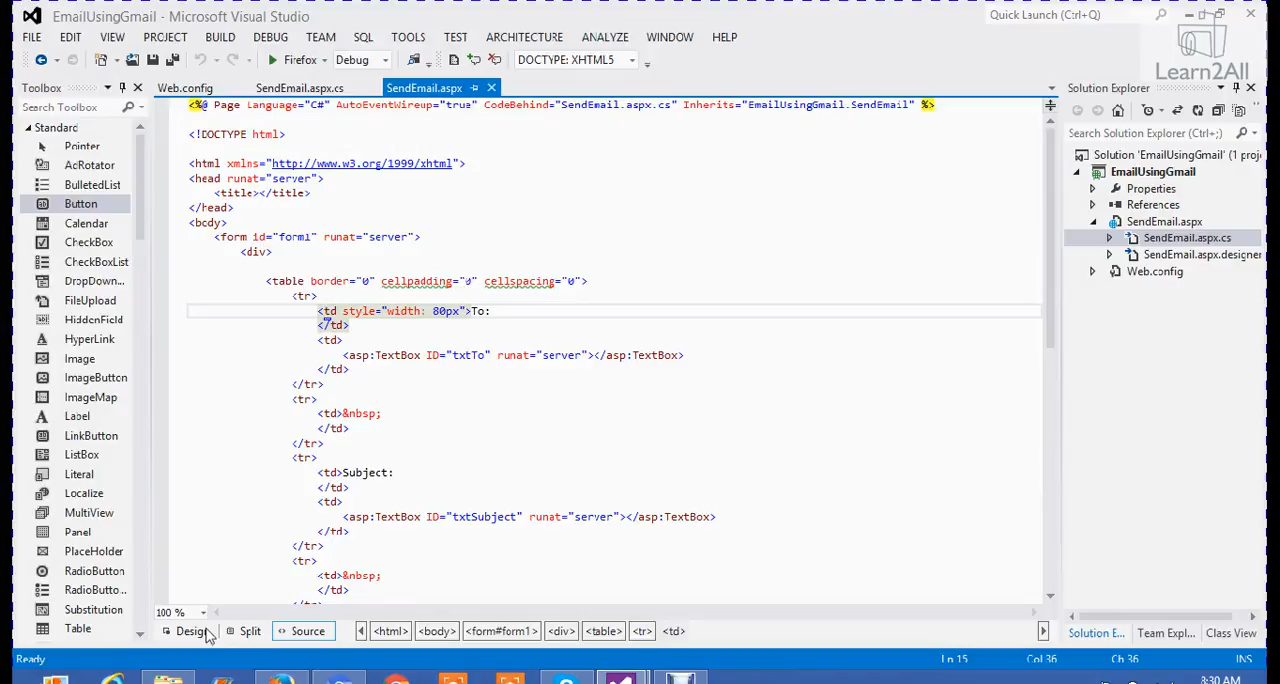 EmailUsingGmail - Microsoft Visual Studio
Quick Launch (Ctrl+Q)
FILE EDIT VIEW PROJECT BUILD DEBUG TEAM SQL TOOLS TEST ARCHITECTURE ANALYZE WINDOW HELP
Firefox Debug DOCTYPE: XHTML5
Learn2All
Toolbox
Search Toolbox
Standard
Pointer
AcRotator
BulletedList
Button
Calendar
CheckBox
CheckBoxList
DropDown...
FileUpload
HiddenField
HyperLink
Image
ImageButton
ImageMap
Label
LinkButton
ListBox
Literal
Localize
MultiView
Panel
PlaceHolder
RadioButton
RadioButto...
Substitution
Table
Web.config SendEmail.aspx.cs SendEmail.aspx
<%@ Page Language="C#" AutoEventWireup="true" CodeBehind="SendEmail.aspx.cs" Inherits="EmailUsingGmail.SendEmail" %>
<!DOCTYPE html>
<html xmlns="http://www.w3.org/1999/xhtml">
<head runat="server">
<title></title>
</head>
<body>
<form id="form1" runat="server">
<div>
<table border="0" cellpadding="0" cellspacing="0">
<tr>
<td style="width: 80px">To:
</td>
<td>
<asp:TextBox ID="txtTo" runat="server"></asp:TextBox>
</td>
</tr>
<tr>
<td>&nbsp;
</td>
</tr>
<tr>
<td>Subject:
</td>
<td>
<asp:TextBox ID="txtSubject" runat="server"></asp:TextBox>
</td>
</tr>
<tr>
<td>&nbsp;
</td>
100 %
Design Split Source <html> <body> <form#form1> <div> <table> <tr> <td>
Solution Explorer
Search Solution Explorer (Ctrl+;)
Solution 'EmailUsingGmail' (1 proj
EmailUsingGmail
Properties
References
SendEmail.aspx
SendEmail.aspx.cs
SendEmail.aspx.designer
Web.config
Solution E... Team Expl... Class View
Ready Ln 15 Col 36 Ch 36 INS
8:30 AM